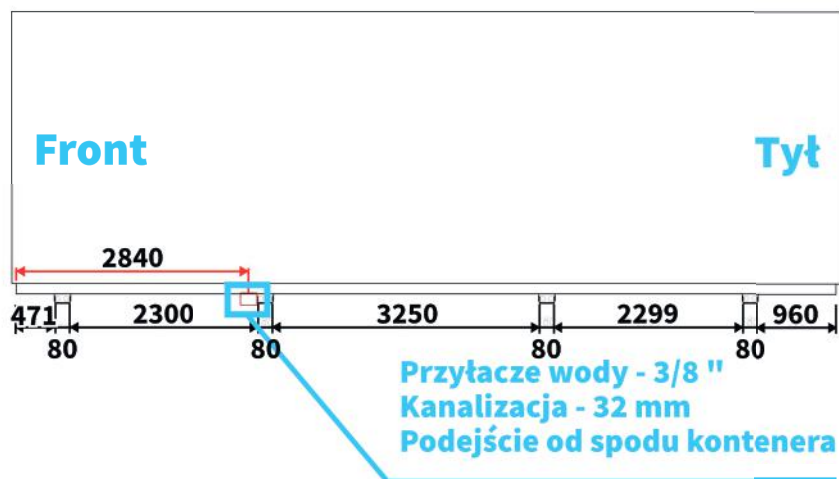 Front
Tył
2840
471
2300
3250
2299
960
80
80
80
80
Przyłacze wody - 3/8 "
Kanalizacja - 32 mm
Podejście od spodu kontenera